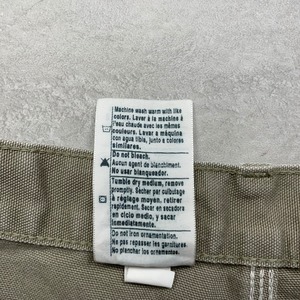 Machine wash warm with like
colors. Laver à la machine à
l'eau chaude avec les mêmes
couleurs. Lavar a máquina
con agua tibia, junto a colores
similares.
Do not bleach.
Aucun agent de blanchiment.
No usar blanqueador.
Tumble dry medium, remove
promptly. Sécher par culbutage
à réglage moyen, retirer
rapidement. Secar en secadora
en ciclo medio, y sacar
inmediatamente.
Do not iron ornamentation.
Ne pas repasser les garnitures.
No planchar los ornamentos.